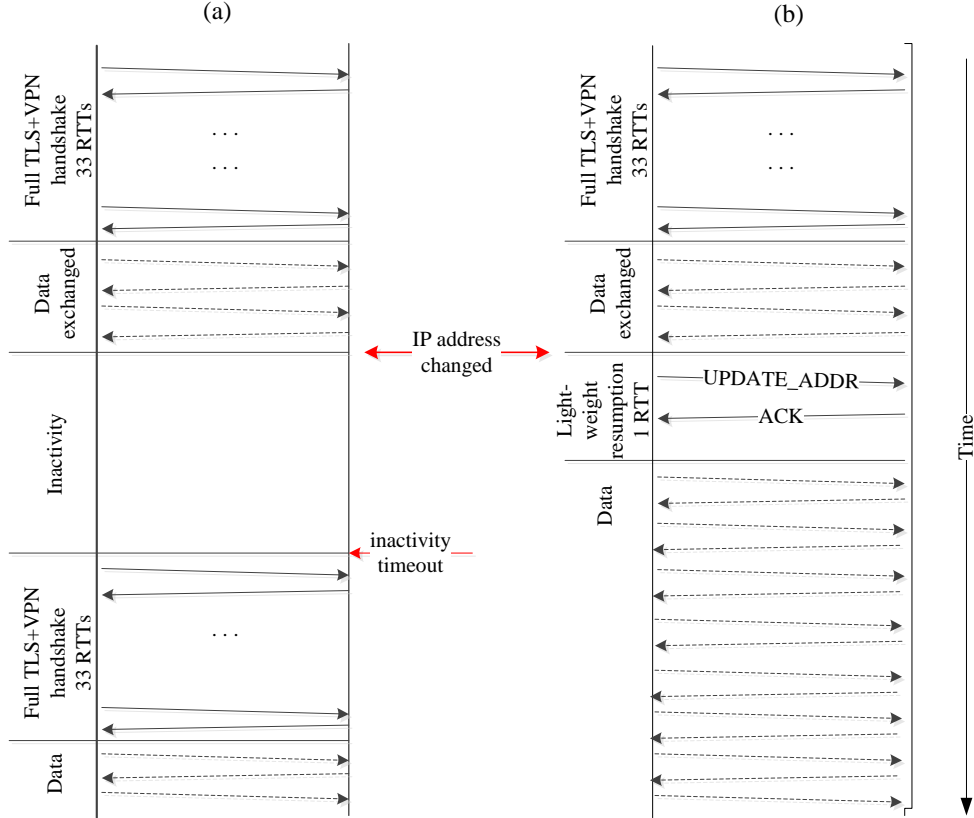 (a)
Full TLS+VPN
handshake
33 RTTs
. . .
. . .
Data
exchanged
Inactivity
inactivity
timeout
Full TLS+VPN
handshake
33 RTTs
. . .
Data
IP address
changed
(b)
Full TLS+VPN
handshake
33 RTTs
. . .
. . .
Data
exchanged
Light-
weight
resumption
1 RTT
UPDATE_ADDR
ACK
Data
Time